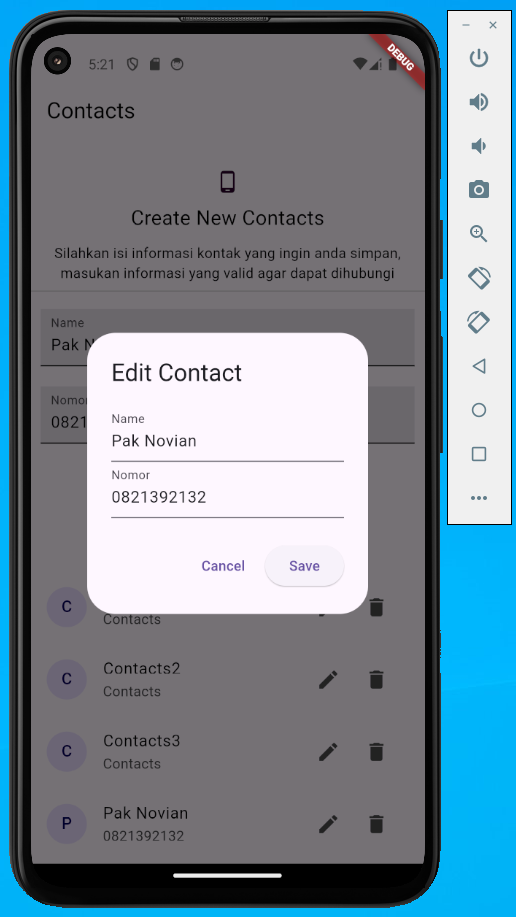 5:21
DEBUG
Contacts
Create New Contacts
Silahkan isi informasi kontak yang ingin anda simpan,
masukan informasi yang valid agar dapat dihubungi
Name
Pak N
Nomor
0821
Edit Contact
Name
Pak Novian
Nomor
0821392132
Cancel
Save
C
Contacts
C
Contacts2
Contacts
C
Contacts3
Contacts
P
Pak Novian
0821392132